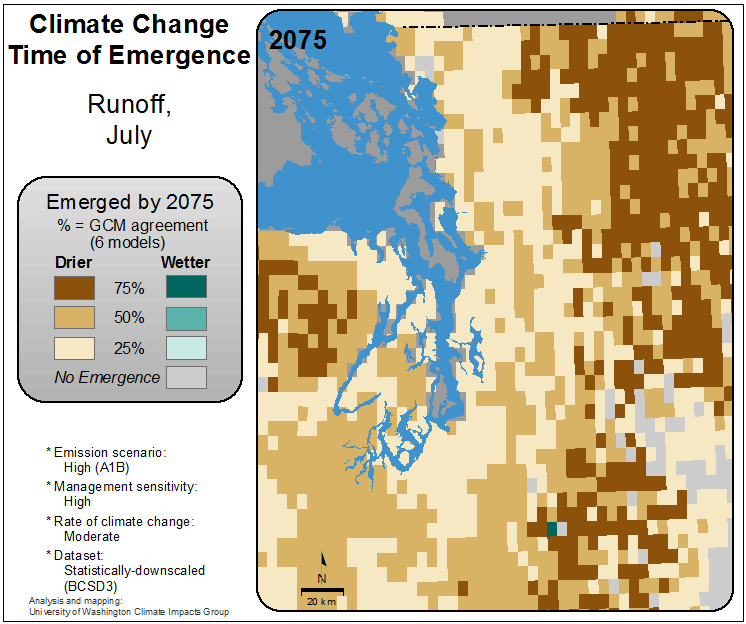 Climate Change
Time of Emergence
Runoff,
July
Emerged by 2075
% = GCM agreement
(6 models)
Drier Wetter
75%
50%
25%
No Emergence
* Emission scenario:
High (A1B)
* Management sensitivity:
High
* Rate of climate change:
Moderate
* Dataset:
Statistically-downscaled
(BCSD3)
Analysis and mapping:
University of Washington Climate Impacts Group
2075
N
20 km